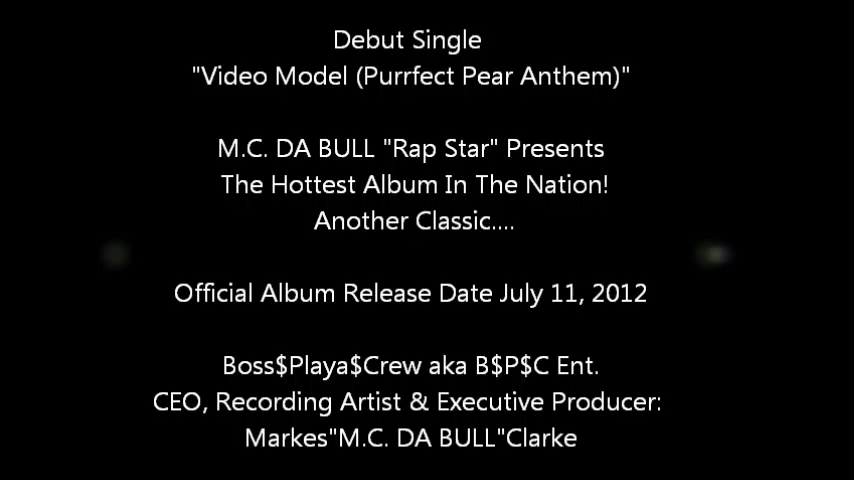 Debut Single
"Video Model (Purrfect Pear Anthem)"
M.C. DA BULL "Rap Star" Presents
The Hottest Album In The Nation!
Another Classic....
Official Album Release Date July 11, 2012
Boss$Playa$Crew aka B$P$C Ent.
CEO, Recording Artist & Executive Producer:
Markes"M.C. DA BULL"Clarke